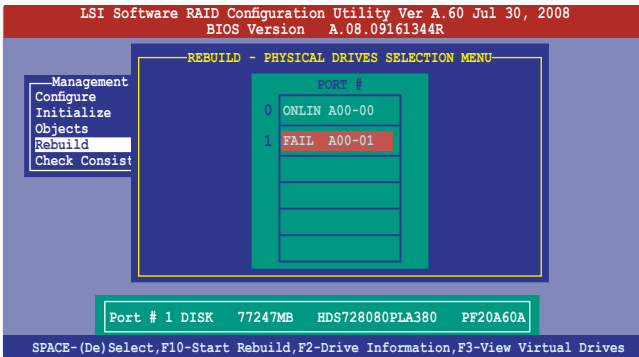 LSI Software RAID Configuration Utility Ver A.60 Jul 30, 2008
BIOS Version A.08.09161344R
REBUILD - PHYSICAL DRIVES SELECTION MENU
Management
Configure
Initialize
Objects
Rebuild
Check Consist
PORT #
0 ONLIN A00-00
1 FAIL A00-01
Port # 1 DISK 77247MB HDS728080PLA380 PF20A60A
SPACE-(De)Select,F10-Start Rebuild,F2-Drive Information,F3-View Virtual Drives